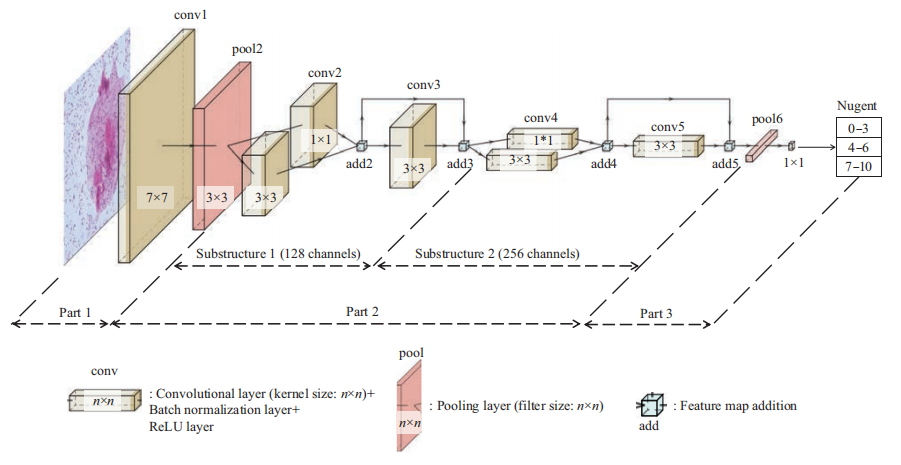 conv1
pool2
conv2
conv3
conv4
conv5
pool6
Nugent
0–3
4–6
7–10
7×7
3×3
3×3
1×1
add2
3×3
add3
1*1
3×3
add4
3×3
add5
1×1
Substructure 1 (128 channels)
Substructure 2 (256 channels)
Part 1
Part 2
Part 3
conv
n×n
: Convolutional layer (kernel size: n×n)+
Batch normalization layer+
ReLU layer
pool
n×n
: Pooling layer (filter size: n×n)
add
: Feature map addition